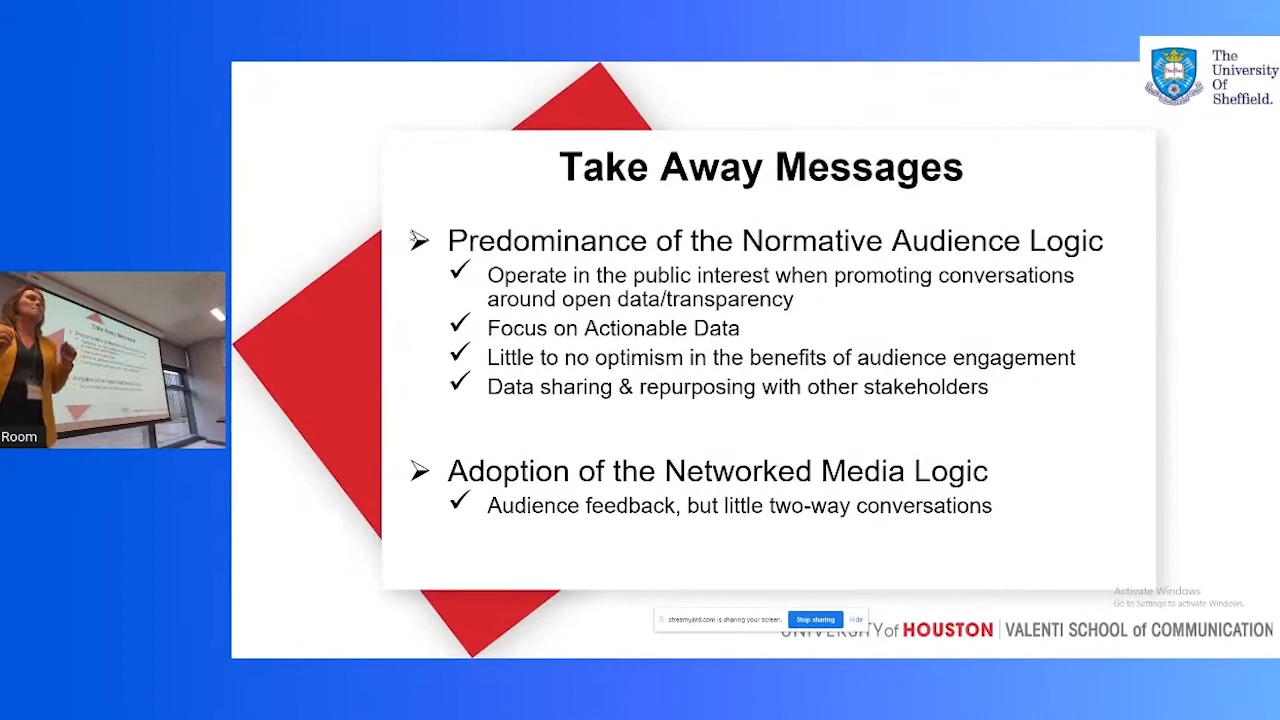 The
University
Of
Sheffield.
Take Away Messages
Predominance of the Normative Audience Logic
Operate in the public interest when promoting conversations
around open data/transparency
Focus on Actionable Data
Little to no optimism in the benefits of audience engagement
Data sharing & repurposing with other stakeholders
Adoption of the Networked Media Logic
Audience feedback, but little two-way conversations
Take Away Messages
Room
Activate Windows
Go to Settings to activate Windows.
streamyard.com is sharing your screen. Stop sharing Hide
UNIVERSITY of HOUSTON | VALENTI SCHOOL of COMMUNICATION